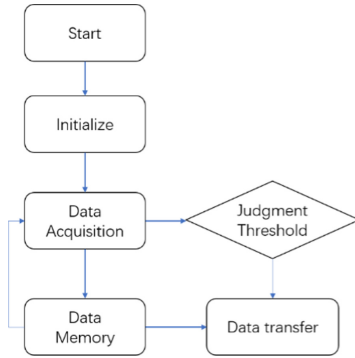 Start
Initialize
Data
Acquisition
Judgment
Threshold
Data
Memory
Data transfer